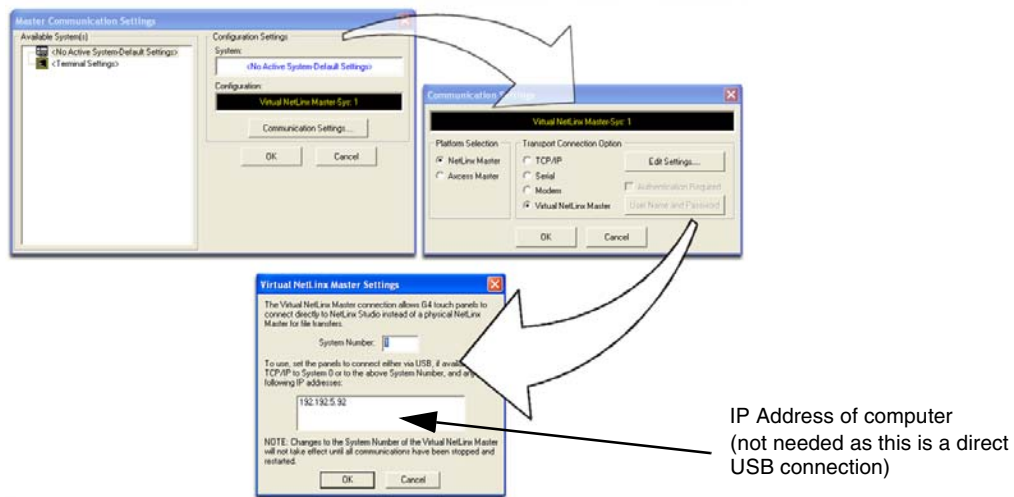 Master Communication Settings
Available System(s)
<No Active System-Default Settings>
<Terminal Settings>
Configuration Settings
System:
<No Active System-Default Settings>
Configuration:
Virtual NetLinx Master-Sys: 1
Communication Settings....
OK
Cancel
Communication
Virtual NetLinx Master-Sys: 1
Platform Selection
NetLinx Master
Axcess Master
Transport Connection Option
TCP/IP
Serial
Modem
Virtual NetLinx Master
Edit Settings....
Authentication Required
User Name and Password
OK
Cancel
Virtual NetLinx Master Settings
The Virtual NetLinx Master connection allows G4 touch panels to
connect directly to NetLinx Studio instead of a physical NetLinx
Master for file transfers.
System Number: 1
To use, set the panels to connect either via USB, if
TCP/IP to System 0 or to the above System Number, and
following IP addresses:
192.192.5.92
NOTE: Changes to the System Number of the Virtual NetLinx Master
will not take effect until all communications have been stopped and
restarted.
OK
Cancel
IP Address of computer
(not needed as this is a direct
USB connection)